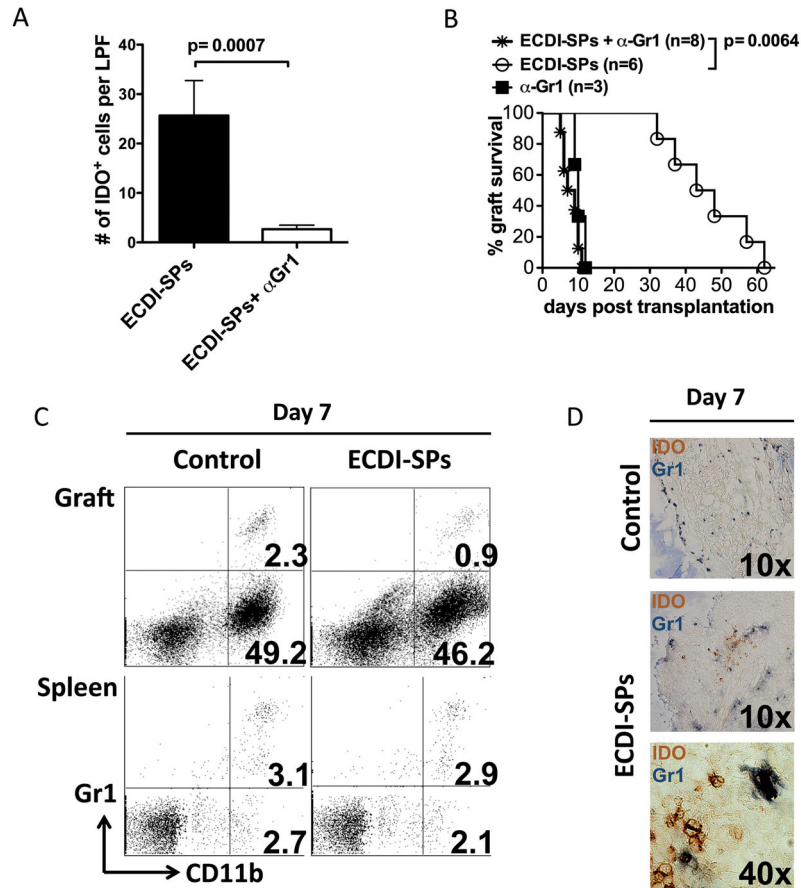 A
p= 0.0007
# of IDO⁺ cells per LPF
40
30
20
10
0
ECDI-SPs
ECDI-SPs+ αGr1
B
ECDI-SPs + α-Gr1 (n=8)
p= 0.0064
ECDI-SPs (n=6)
α-Gr1 (n=3)
% graft survival
100
80
60
40
20
0
0 10 20 30 40 50 60
days post transplantation
C
Day 7
Control ECDI-SPs
Graft
2.3 0.9
49.2 46.2
Spleen
3.1 2.9
Gr1
2.7 2.1
CD11b
D
Day 7
Control
IDO
Gr1
10x
ECDI-SPs
IDO
Gr1
10x
IDO
Gr1
40x